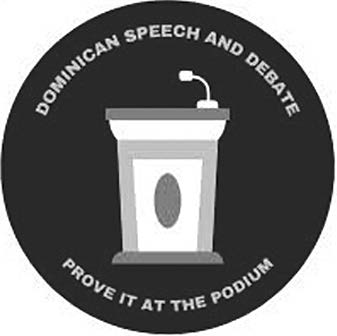 DOMINICAN SPEECH AND DEBATE
PROVE IT AT THE PODIUM